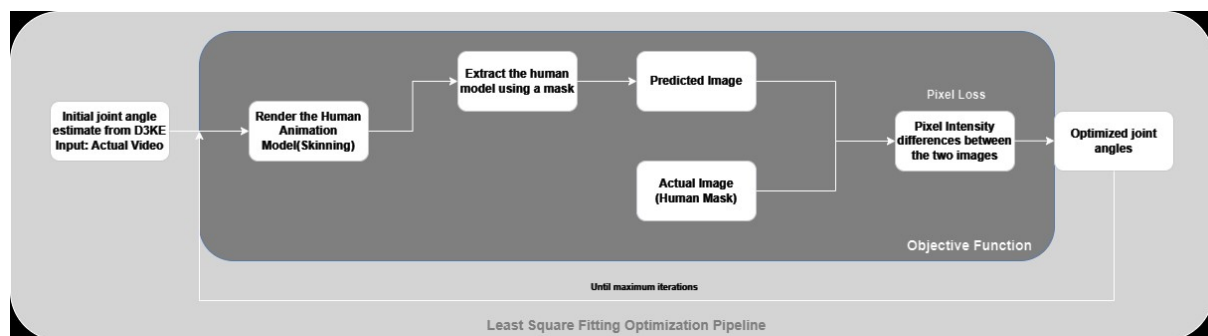 Initial joint angle
estimate from D3KE
Input: Actual Video
Render the Human
Animation
Model(Skinning)
Extract the human
model using a mask
Predicted Image
Actual Image
(Human Mask)
Pixel Loss
Pixel Intensity
differences between
the two images
Optimized joint
angles
Objective Function
Until maximum iterations
Least Square Fitting Optimization Pipeline